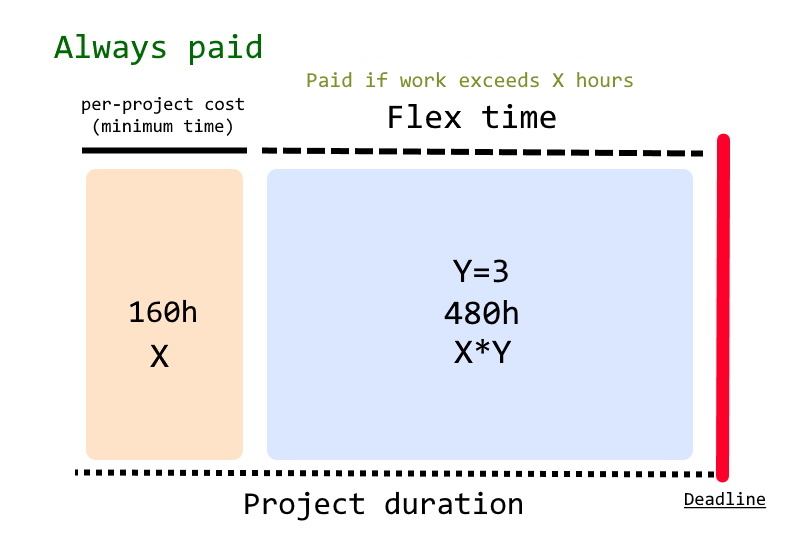 Always paid
Paid if work exceeds X hours
per-project cost
(minimum time)
Flex time
160h
X
Y=3
480h
X*Y
Project duration
Deadline